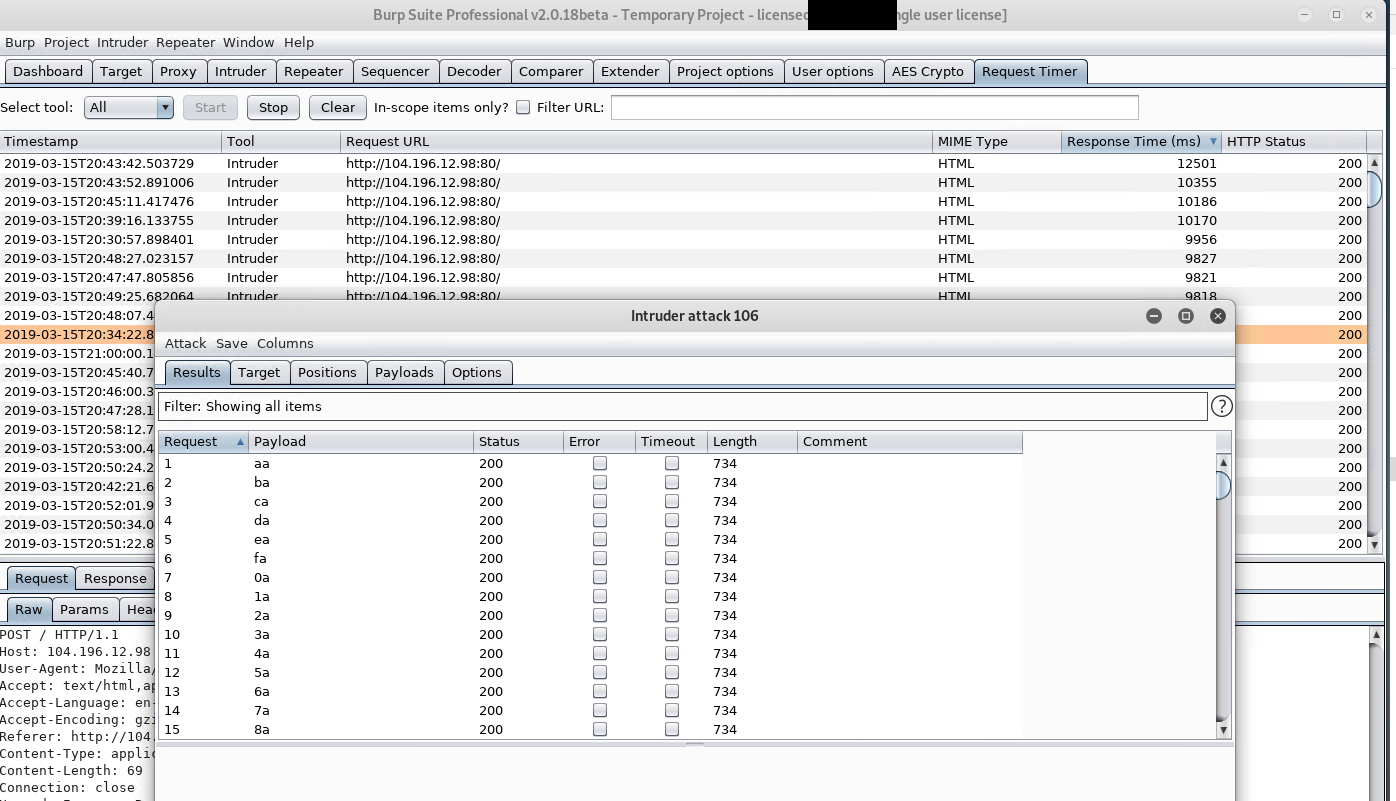 Burp Suite Professional v2.0.18beta - Temporary Project - licensed ngle user license]
Burp Project Intruder Repeater Window Help
Dashboard Target Proxy Intruder Repeater Sequencer Decoder Comparer Extender Project options User options AES Crypto Request Timer
Select tool: All Start Stop Clear In-scope items only? Filter URL:
Timestamp Tool Request URL MIME Type Response Time (ms) HTTP Status
2019-03-15T20:43:42.503729 Intruder http://104.196.12.98:80/ HTML 12501 200
2019-03-15T20:43:52.891006 Intruder http://104.196.12.98:80/ HTML 10355 200
2019-03-15T20:45:11.417476 Intruder http://104.196.12.98:80/ HTML 10186 200
2019-03-15T20:39:16.133755 Intruder http://104.196.12.98:80/ HTML 10170 200
2019-03-15T20:30:57.898401 Intruder http://104.196.12.98:80/ HTML 9956 200
2019-03-15T20:48:27.023157 Intruder http://104.196.12.98:80/ HTML 9827 200
2019-03-15T20:47:47.805856 Intruder http://104.196.12.98:80/ HTML 9821 200
2019-03-15T20:49:25.682064 Intruder http://104.196.12.98:80/ HTML 9818 200
2019-03-15T20:48:07.4 200
2019-03-15T20:34:22.8 200
2019-03-15T21:00:00.1 200
2019-03-15T20:45:40.7 200
2019-03-15T20:46:00.3 200
2019-03-15T20:47:28.1 200
2019-03-15T20:58:12.7 200
2019-03-15T20:53:00.4 200
2019-03-15T20:50:24.2 200
2019-03-15T20:42:21.6 200
2019-03-15T20:52:01.9 200
2019-03-15T20:50:34.0 200
2019-03-15T20:51:22.8 200
Request Response
Raw Params Hea
POST / HTTP/1.1
Host: 104.196.12.98
User-Agent: Mozilla/
Accept: text/html,ap
Accept-Language: en-
Accept-Encoding: gzi
Referer: http://104.
Content-Type: applic
Content-Length: 69
Connection: close
Intruder attack 106
Attack Save Columns
Results Target Positions Payloads Options
Filter: Showing all items ?
Request Payload Status Error Timeout Length Comment
1 aa 200 734
2 ba 200 734
3 ca 200 734
4 da 200 734
5 ea 200 734
6 fa 200 734
7 0a 200 734
8 1a 200 734
9 2a 200 734
10 3a 200 734
11 4a 200 734
12 5a 200 734
13 6a 200 734
14 7a 200 734
15 8a 200 734